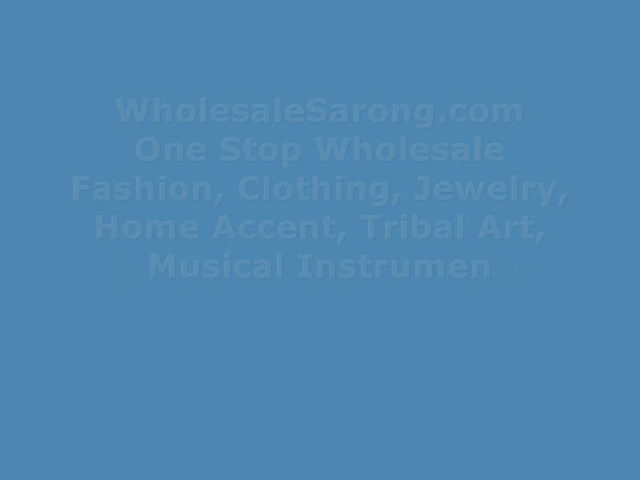 WholesaleSarong.com
One Stop Wholesale
Fashion, Clothing, Jewelry,
Home Accent, Tribal Art,
Musical Instrumen